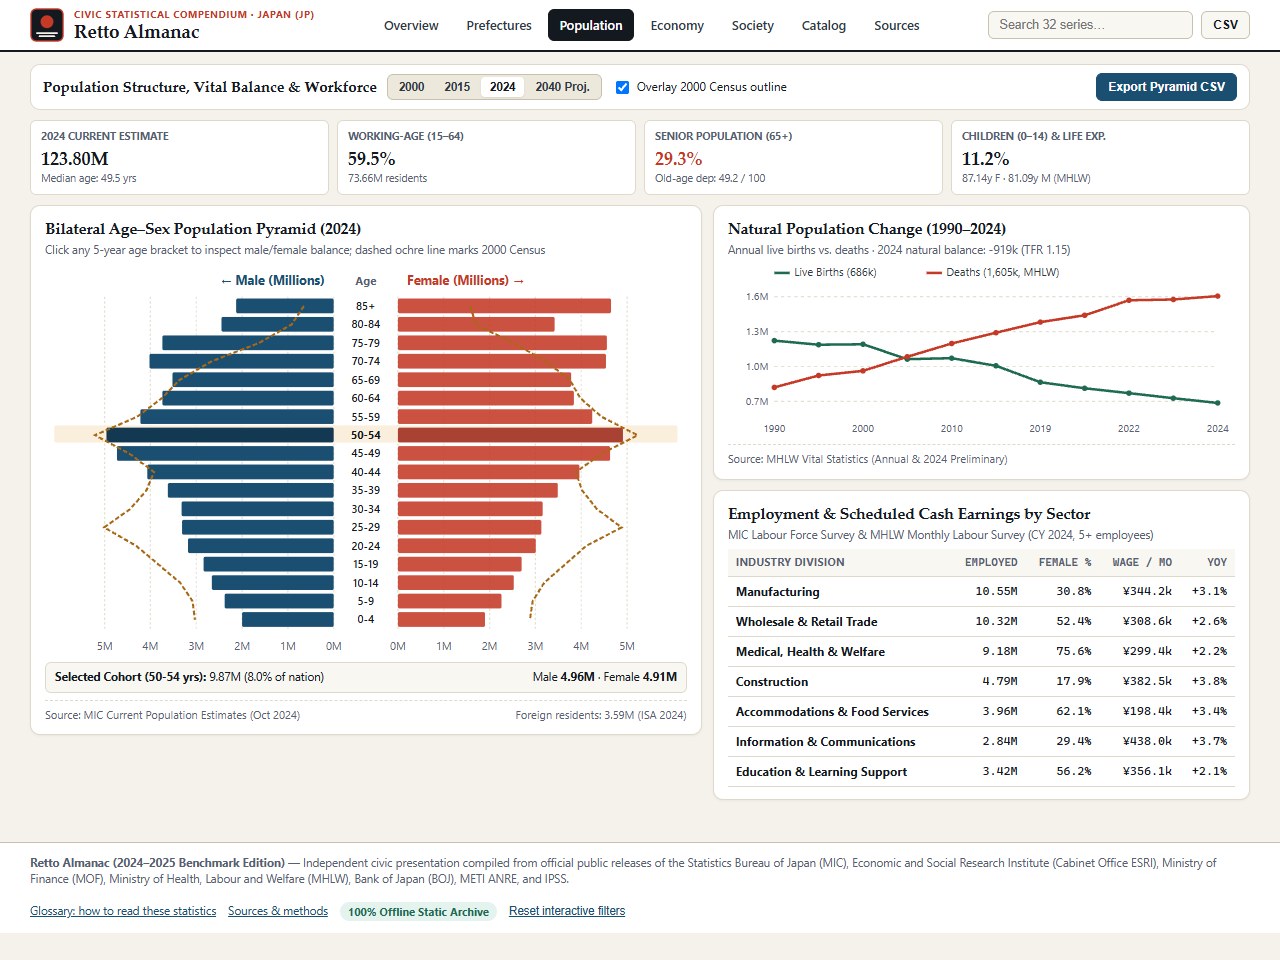 CIVIC STATISTICAL COMPENDIUM • JAPAN (JP)
Retto Almanac
Overview Prefectures Population Economy Society Catalog Sources
Search 32 series… CSV
Population Structure, Vital Balance & Workforce 2000 2015 2024 2040 Proj. Overlay 2000 Census outline Export Pyramid CSV
2024 CURRENT ESTIMATE
123.80M
Median age: 49.5 yrs
WORKING-AGE (15–64)
59.5%
73.66M residents
SENIOR POPULATION (65+)
29.3%
Old-age dep: 49.2 / 100
CHILDREN (0–14) & LIFE EXP.
11.2%
87.14y F · 81.09y M (MHLW)
Bilateral Age–Sex Population Pyramid (2024)
Click any 5-year age bracket to inspect male/female balance; dashed ochre line marks 2000 Census
← Male (Millions) Age Female (Millions) →
85+
80-84
75-79
70-74
65-69
60-64
55-59
50-54
45-49
40-44
35-39
30-34
25-29
20-24
15-19
10-14
5-9
0-4
5M 4M 3M 2M 1M 0M 0M 1M 2M 3M 4M 5M
Selected Cohort (50-54 yrs): 9.87M (8.0% of nation) Male 4.96M · Female 4.91M
Source: MIC Current Population Estimates (Oct 2024) Foreign residents: 3.59M (ISA 2024)
Natural Population Change (1990–2024)
Annual live births vs. deaths · 2024 natural balance: -919k (TFR 1.15)
Live Births (686k) Deaths (1,605k, MHLW)
1.6M
1.3M
1.0M
0.7M
1990 2000 2010 2019 2022 2024
Source: MHLW Vital Statistics (Annual & 2024 Preliminary)
Employment & Scheduled Cash Earnings by Sector
MIC Labour Force Survey & MHLW Monthly Labour Survey (CY 2024, 5+ employees)
INDUSTRY DIVISION EMPLOYED FEMALE % WAGE / MO YOY
Manufacturing 10.55M 30.8% ¥344.2k +3.1%
Wholesale & Retail Trade 10.32M 52.4% ¥308.6k +2.6%
Medical, Health & Welfare 9.18M 75.6% ¥299.4k +2.2%
Construction 4.79M 17.9% ¥382.5k +3.8%
Accommodations & Food Services 3.96M 62.1% ¥198.4k +3.4%
Information & Communications 2.84M 29.4% ¥438.0k +3.7%
Education & Learning Support 3.42M 56.2% ¥356.1k +2.1%
Retto Almanac (2024–2025 Benchmark Edition) — Independent civic presentation compiled from official public releases of the Statistics Bureau of Japan (MIC), Economic and Social Research Institute (Cabinet Office ESRI), Ministry of
Finance (MOF), Ministry of Health, Labour and Welfare (MHLW), Bank of Japan (BOJ), METI ANRE, and IPSS.
Glossary: how to read these statistics Sources & methods 100% Offline Static Archive Reset interactive filters